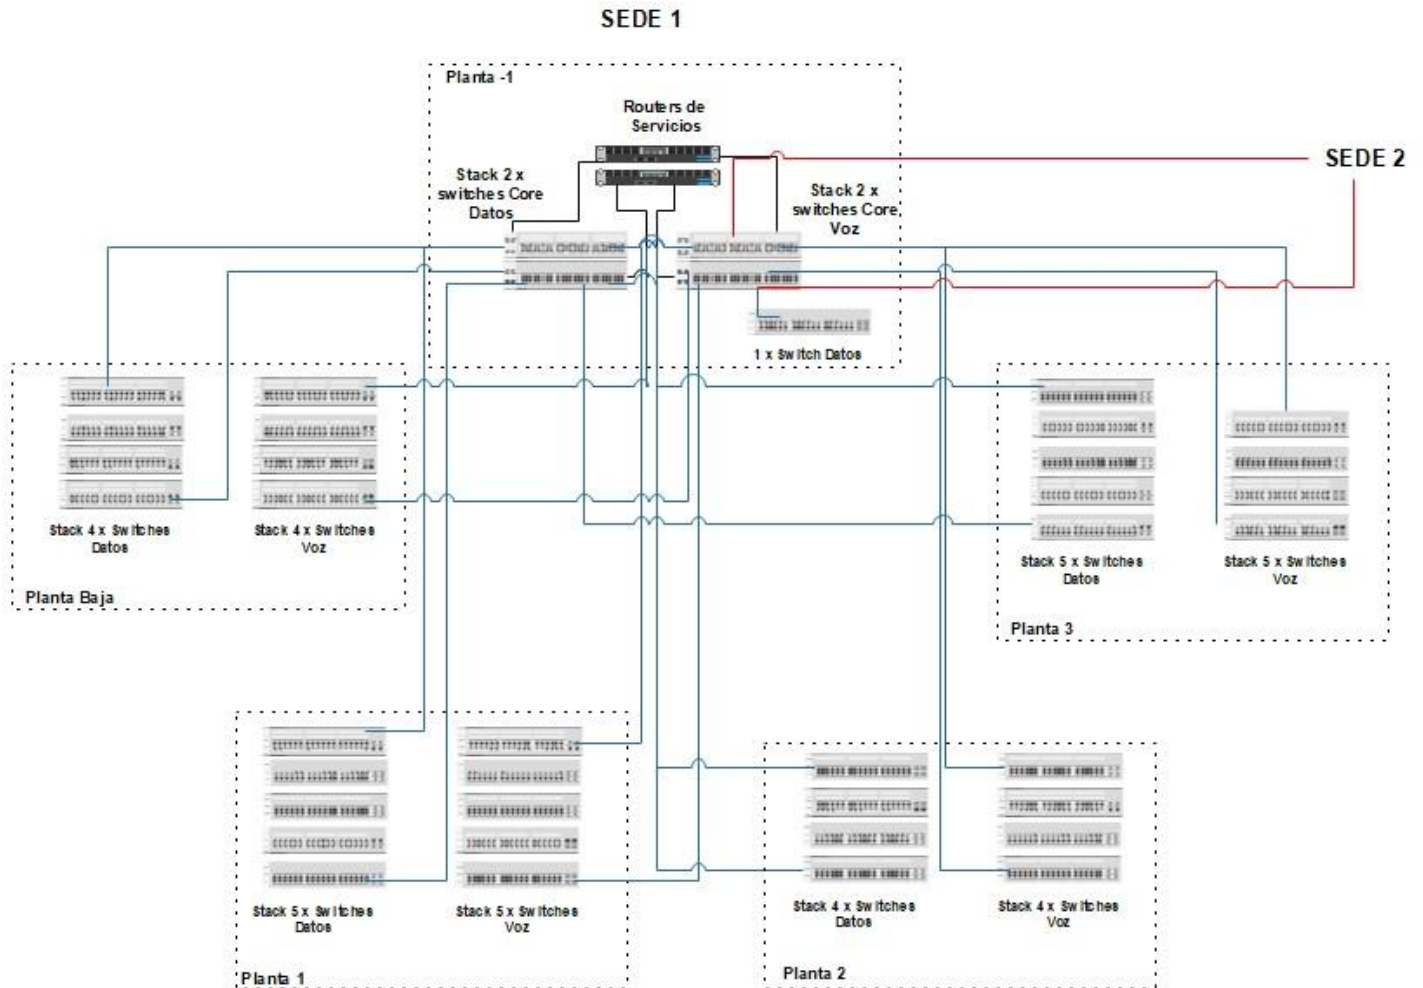 SEDE 1
Planta -1
Routers de
Servicios
SEDE 2
Stack 2 x
switches Core
Datos
Stack 2 x
switches Core
Voz
1 x Switch Datos
Stack 4 x Switches
Datos
Stack 4 x Switches
Voz
Planta Baja
Stack 5 x Switches
Datos
Stack 5 x Switches
Voz
Planta 3
Stack 5 x Switches
Datos
Stack 5 x Switches
Voz
Planta 1
Stack 4 x Switches
Datos
Stack 4 x Switches
Voz
Planta 2